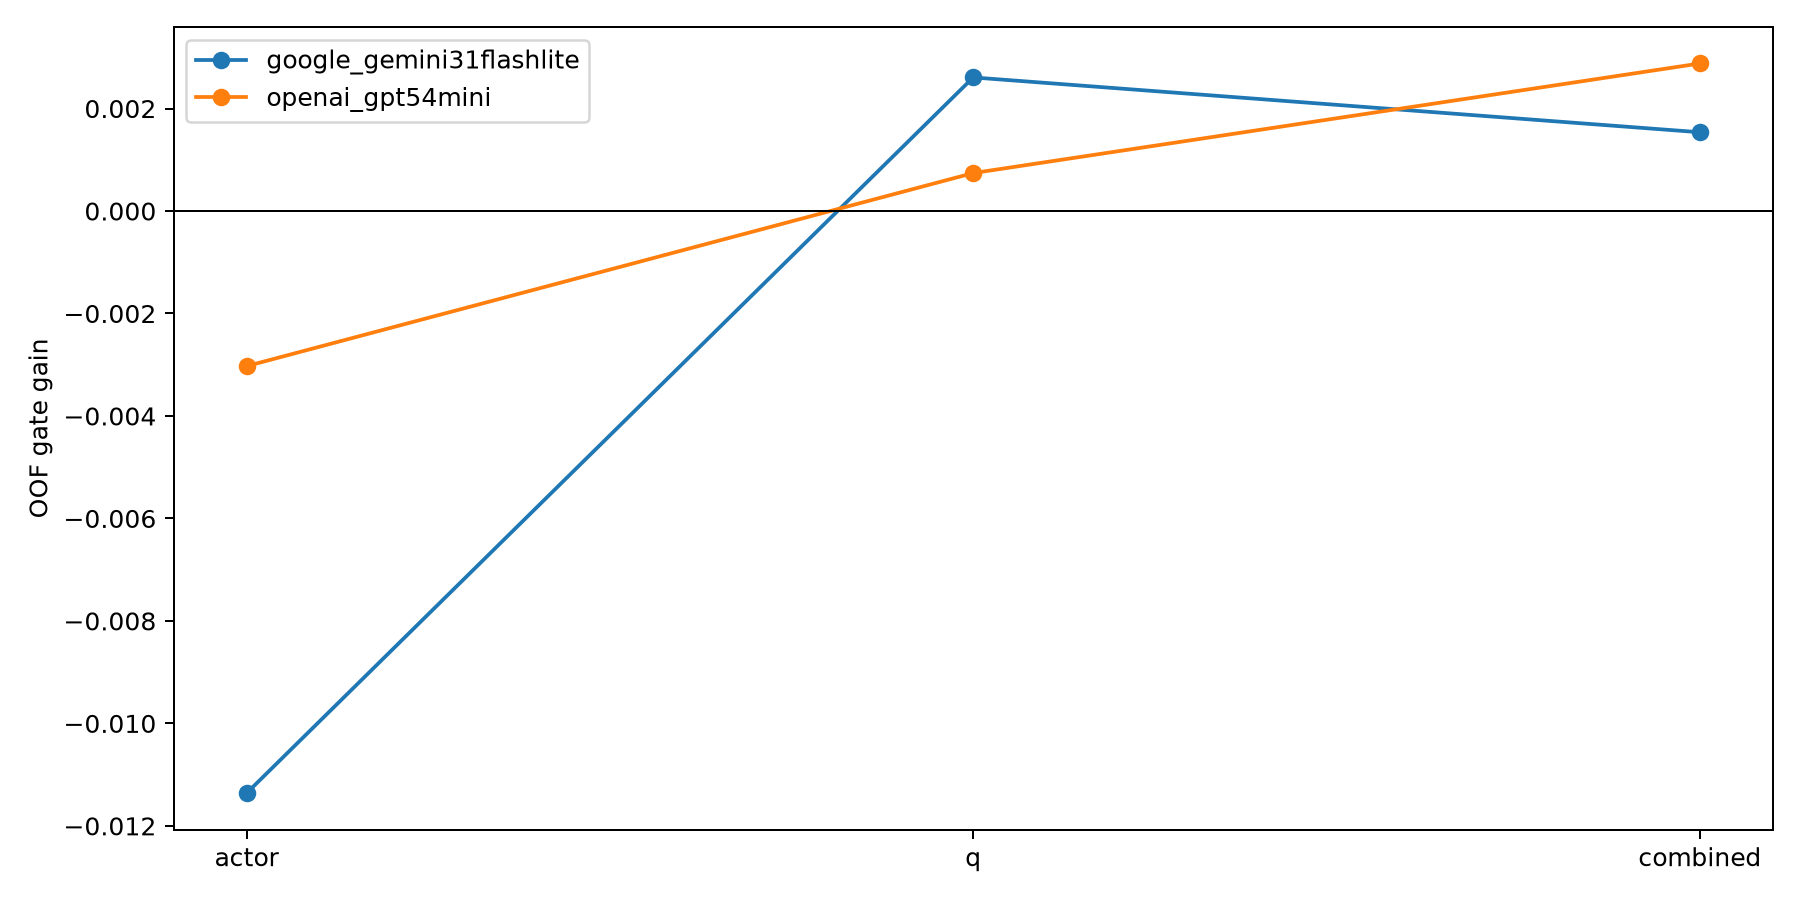 google_gemini31flashlite
openai_gpt54mini
OOF gate gain
0.002
0.000
−0.002
−0.004
−0.006
−0.008
−0.010
−0.012
actor q combined